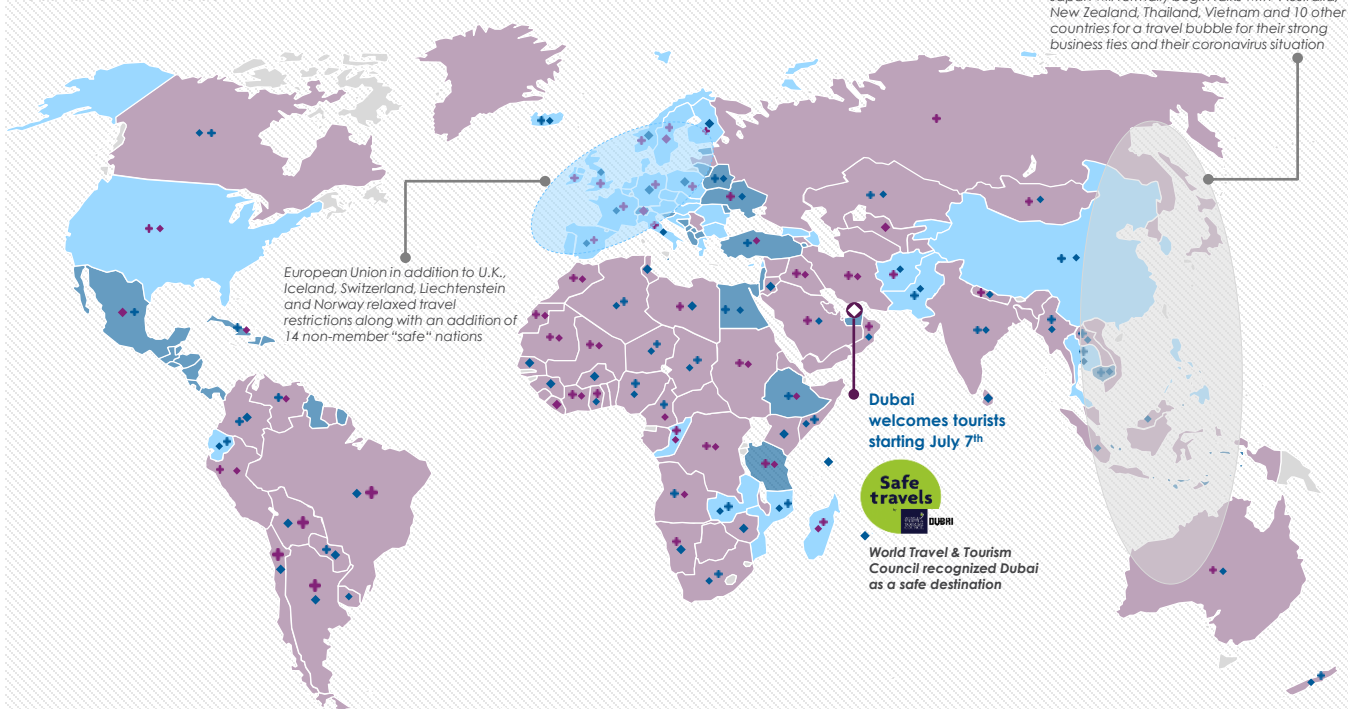 New Zealand, Thailand, Vietnam and 10 other
countries for a travel bubble for their strong
business ties and their coronavirus situation
European Union in addition to U.K.,
Iceland, Switzerland, Liechtenstein
and Norway relaxed travel
restrictions along with an addition of
14 non-member "safe" nations
Dubai
welcomes tourists
starting July 7th
Safe
travels
DUBAI
World Travel & Tourism
Council recognized Dubai
as a safe destination